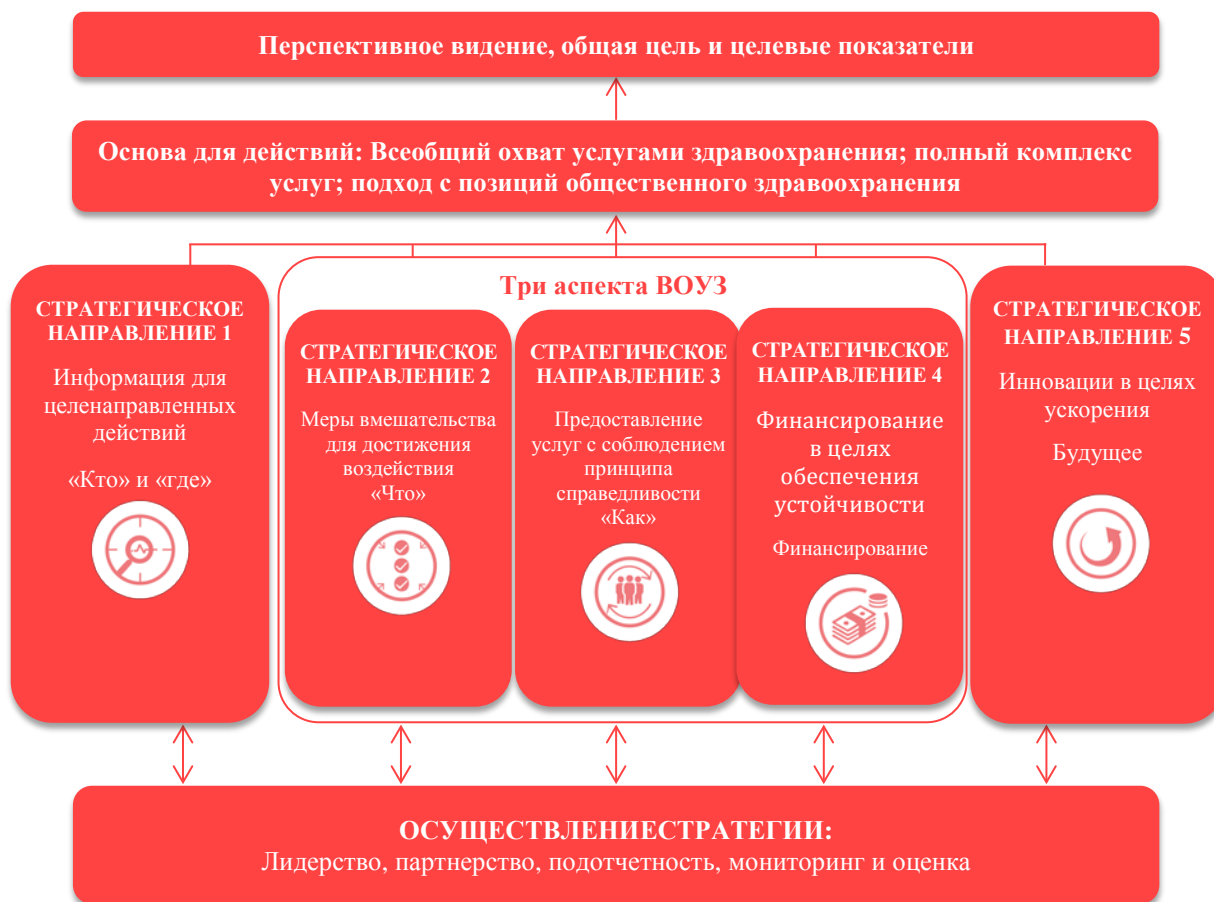 Перспективное видение, общая цель и целевые показатели
Основа для действий: Всеобщий охват услугами здравоохранения; полный комплекс
услуг; подход с позиций общественного здравоохранения
СТРАТЕГИЧЕСКОЕ
НАПРАВЛЕНИЕ 1
Информация для
целенаправленных
действий
«Кто» и «где»
Три аспекта ВОУЗ
СТРАТЕГИЧЕСКОЕ
НАПРАВЛЕНИЕ 2
Меры вмешательства
для достижения
воздействия
«Что»
СТРАТЕГИЧЕСКОЕ
НАПРАВЛЕНИЕ 3
Предоставление
услуг с соблюдением
принципа
справедливости
«Как»
СТРАТЕГИЧЕСКОЕ
НАПРАВЛЕНИЕ 4
Финансирование
в целях
обеспечения
устойчивости
Финансирование
СТРАТЕГИЧЕСКОЕ
НАПРАВЛЕНИЕ 5
Инновации в целях
ускорения
Будущее
ОСУЩЕСТВЛЕНИЕСТРАТЕГИИ:
Лидерство, партнерство, подотчетность, мониторинг и оценка